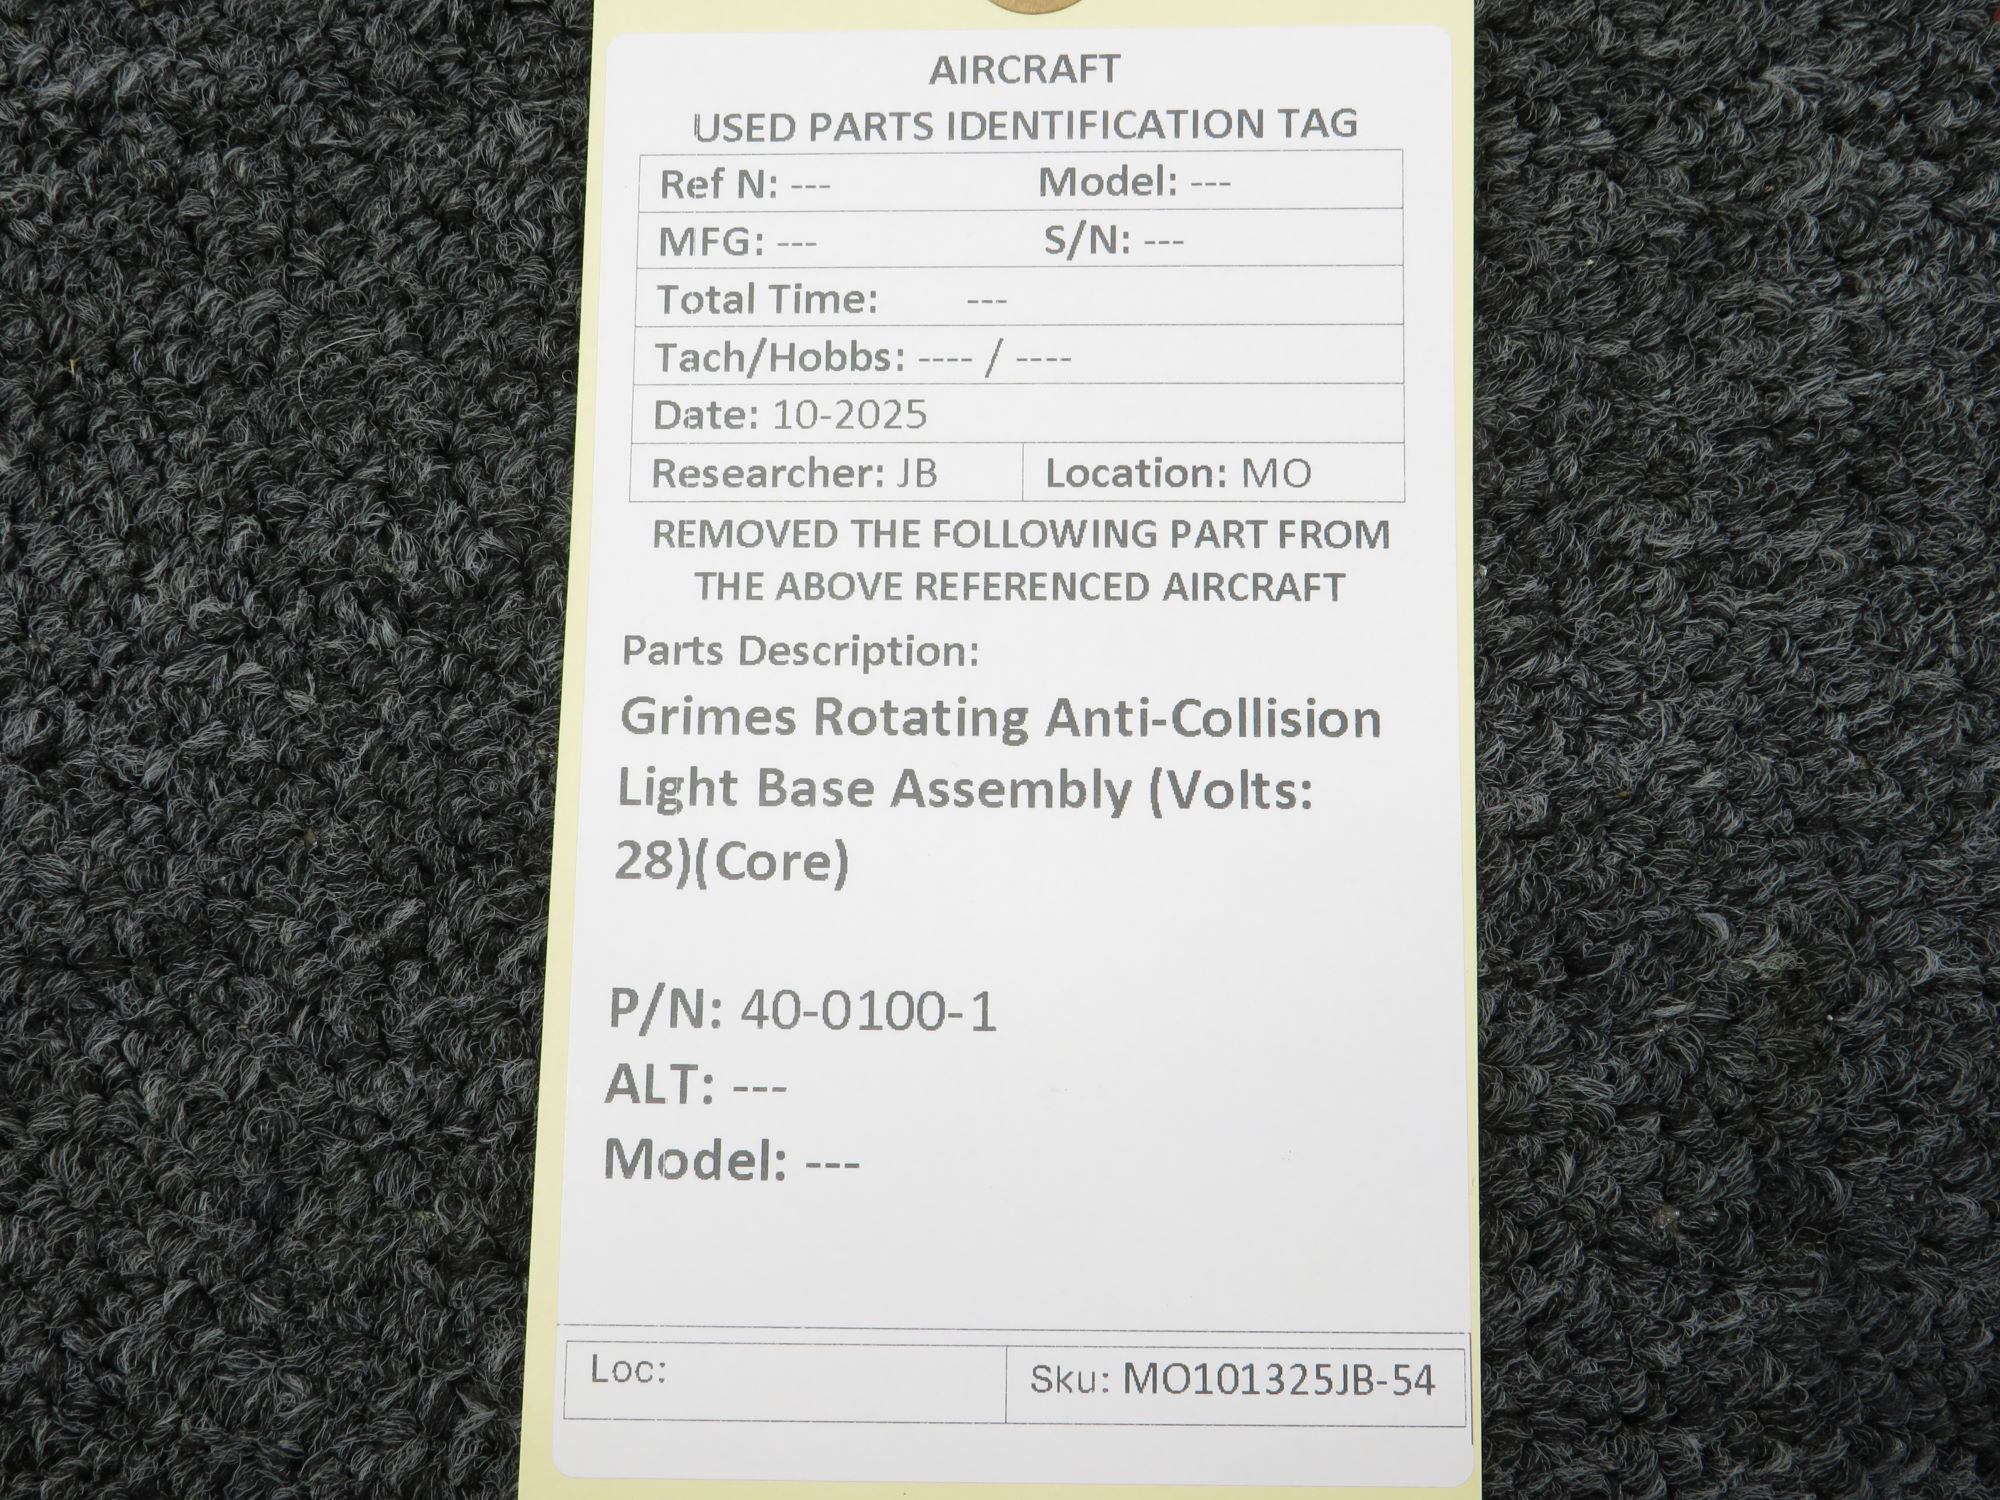 AIRCRAFT
USED PARTS IDENTIFICATION TAG
Ref N: --- Model: ---
MFG: --- S/N: ---
Total Time: ---
Tach/Hobbs: ---- / ----
Date: 10-2025
Researcher: JB Location: MO
REMOVED THE FOLLOWING PART FROM
THE ABOVE REFERENCED AIRCRAFT
Parts Description:
Grimes Rotating Anti-Collision
Light Base Assembly (Volts:
28)(Core)
P/N: 40-0100-1
ALT: ---
Model: ---
Loc: Sku: MO101325JB-54